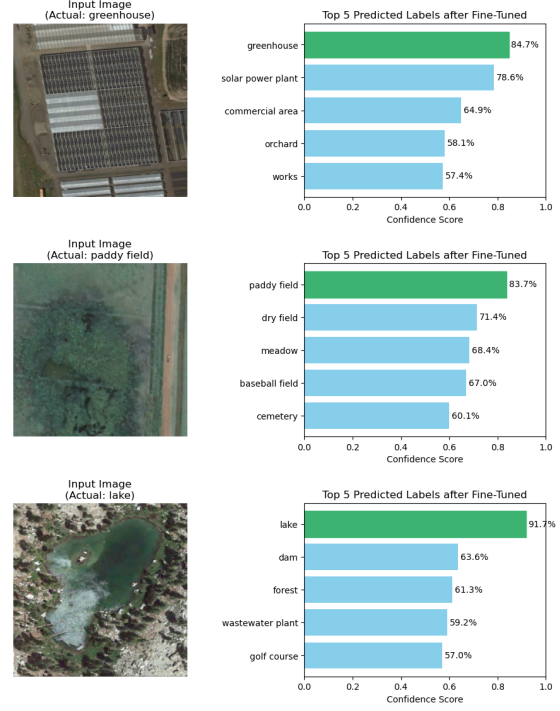 Input Image
(Actual: greenhouse)
Top 5 Predicted Labels after Fine-Tuned
greenhouse
84.7%
solar power plant
78.6%
commercial area
64.9%
orchard
58.1%
works
57.4%
0.0 0.2 0.4 0.6 0.8 1.0
Confidence Score
Input Image
(Actual: paddy field)
Top 5 Predicted Labels after Fine-Tuned
paddy field
83.7%
dry field
71.4%
meadow
68.4%
baseball field
67.0%
cemetery
60.1%
0.0 0.2 0.4 0.6 0.8 1.0
Confidence Score
Input Image
(Actual: lake)
Top 5 Predicted Labels after Fine-Tuned
lake
91.7%
dam
63.6%
forest
61.3%
wastewater plant
59.2%
golf course
57.0%
0.0 0.2 0.4 0.6 0.8 1.0
Confidence Score